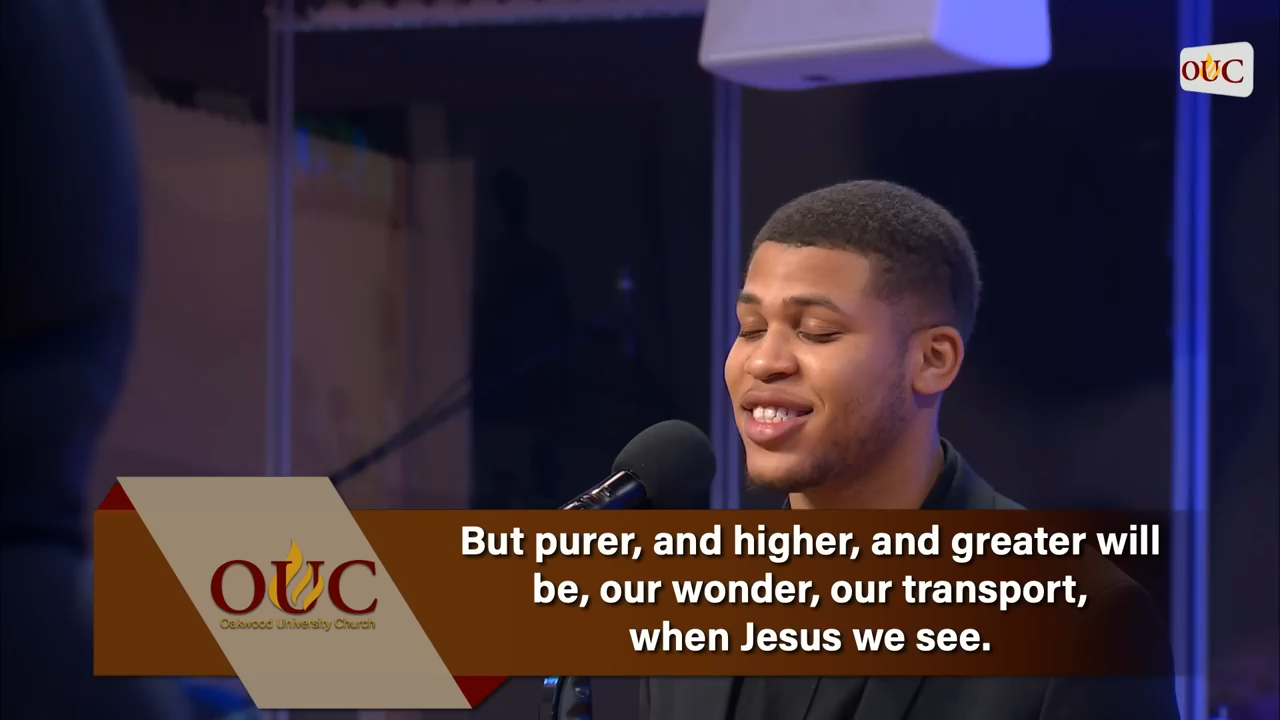 OUC
But purer, and higher, and greater will
be, our wonder, our transport,
when Jesus we see.
OUC
Oakwood University Church